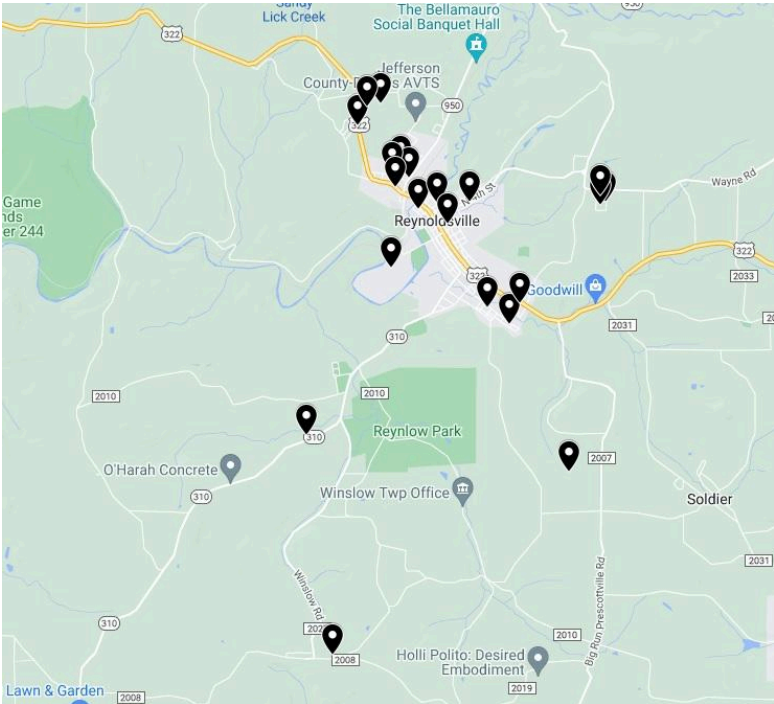 950
Sandy
Lick Creek
The Bellamauro
Social Banquet Hall
322
Jefferson
County-D
s AVTS
950
322
Wayne Rd
Game
nds
er 244
North St
Reynoldsville
322
322
2033
Goodwill
2031
310
2010
2010
Reynlow Park
310
O'Harah Concrete
2007
310
Winslow Twp Office
Soldier
2031
Winslow Rd
Big Run Prescottville Rd
310
2010
2008
Holli Polito: Desired
Embodiment
2019
Lawn & Garden
2008